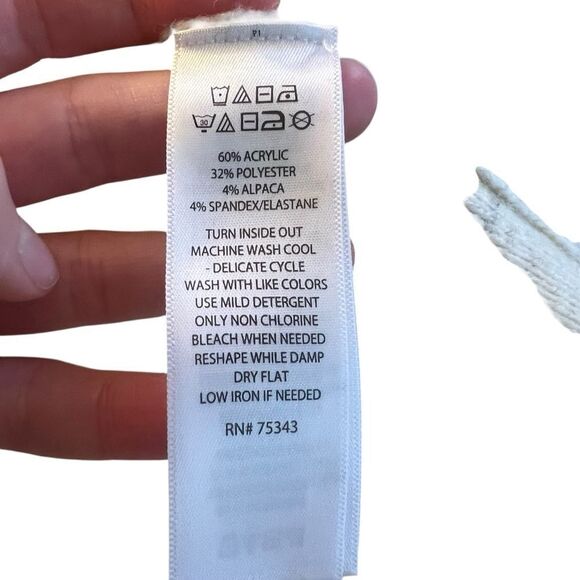 30
60% ACRYLIC
32% POLYESTER
4% ALPACA
4% SPANDEX/ELASTANE
TURN INSIDE OUT
MACHINE WASH COOL
- DELICATE CYCLE
WASH WITH LIKE COLORS
USE MILD DETERGENT
ONLY NON CHLORINE
BLEACH WHEN NEEDED
RESHAPE WHILE DAMP
DRY FLAT
LOW IRON IF NEEDED
RN# 75343